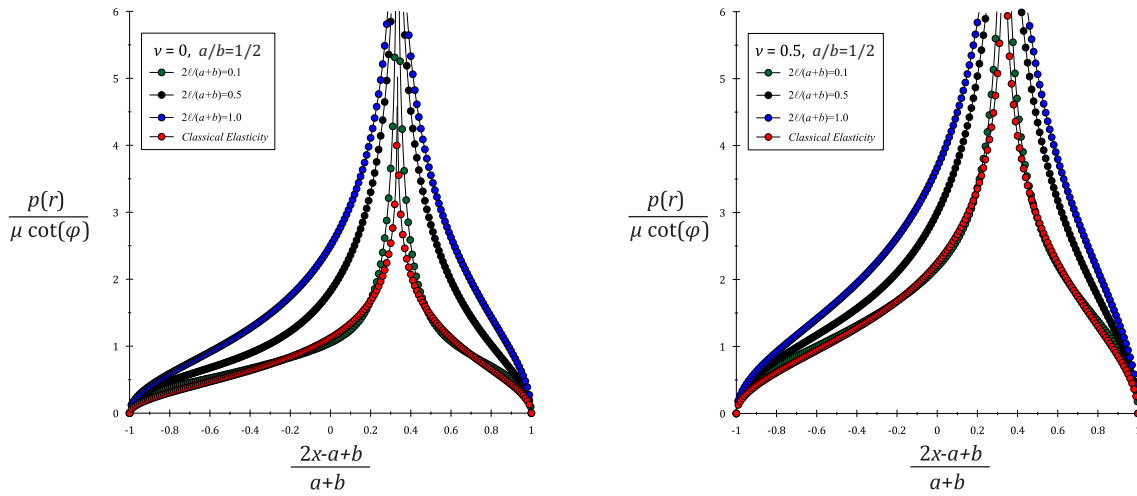 6
5
4
3
2
1
0
ν = 0, a/b=1/2
2ℓ/(a+b)=0.1
2ℓ/(a+b)=0.5
2ℓ/(a+b)=1.0
Classical Elasticity
p(r)
μ cot(φ)
-1 -0.8 -0.6 -0.4 -0.2 0 0.2 0.4 0.6 0.8 1
2x-a+b
a+b
6
5
4
3
2
1
0
ν = 0.5, a/b=1/2
2ℓ/(a+b)=0.1
2ℓ/(a+b)=0.5
2ℓ/(a+b)=1.0
Classical Elasticity
p(r)
μ cot(φ)
-1 -0.8 -0.6 -0.4 -0.2 0 0.2 0.4 0.6 0.8 1
2x-a+b
a+b